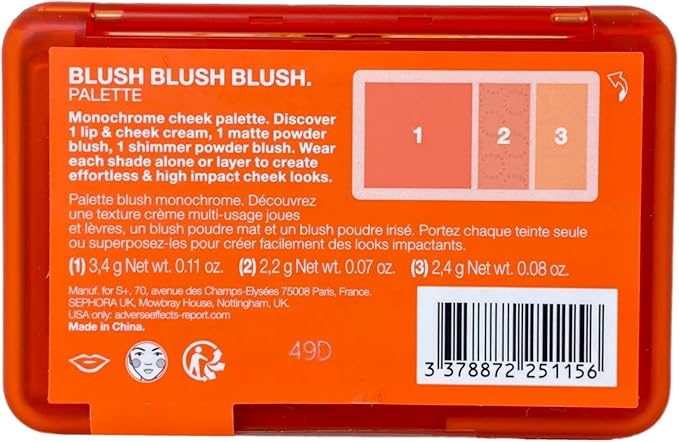 BLUSH BLUSH BLUSH.
PALETTE
Monochrome cheek palette. Discover
1 lip & cheek cream, 1 matte powder
blush, 1 shimmer powder blush. Wear
each shade alone or layer to create
effortless & high impact cheek looks.
1 2 3
Palette blush monochrome. Découvrez
une texture crème multi-usage joues
et lèvres, un blush poudre mat et un blush poudre irisé. Portez chaque teinte seule
ou superposez-les pour créer facilement des looks impactants.
(1) 3,4 g Net wt. 0.11 oz. (2) 2,2 g Net wt. 0.07 oz. (3) 2,4 g Net wt. 0.08 oz.
Manuf. for S+, 70, avenue des Champs-Elysées 75008 Paris, France.
SEPHORA UK, Mowbray House, Nottingham, UK.
USA only: adverseeffects-report.com
Made in China.
49D
3 378872 251156